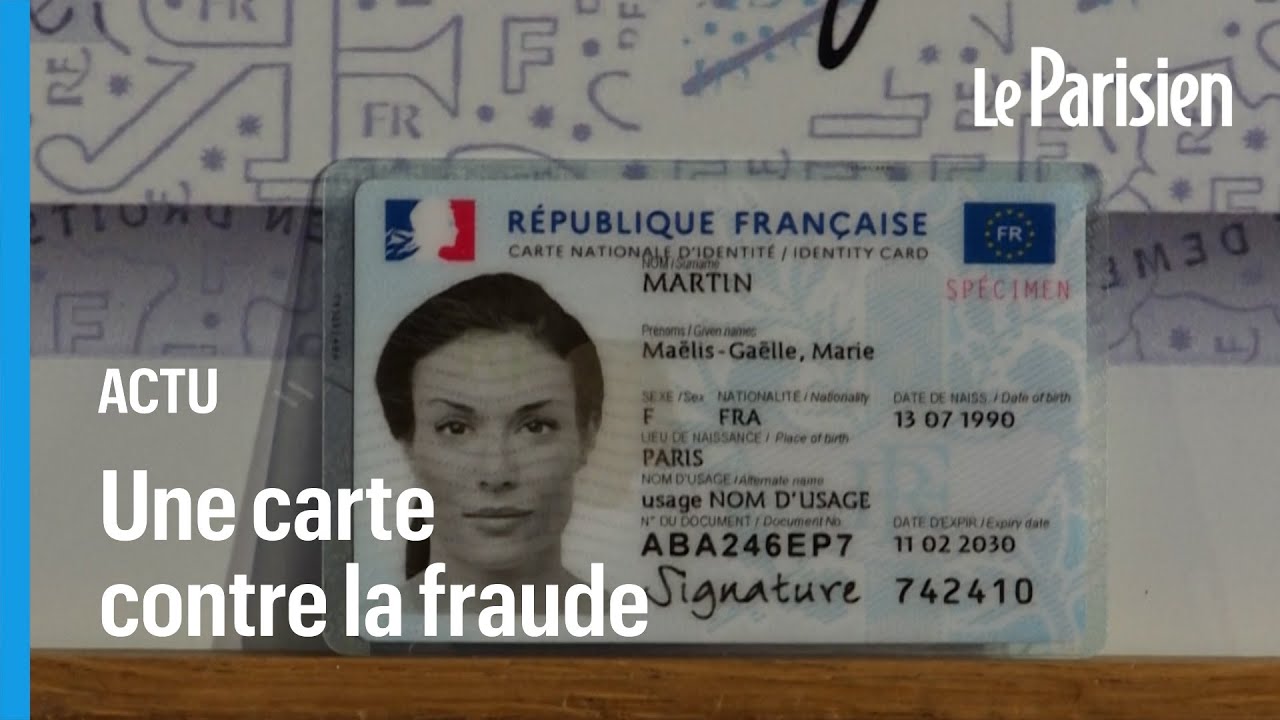 Le Parisien
RF
FR
F
FR
RÉPUBLIQUE FRANÇAISE
CARTE NATIONALE D'IDENTITÉ / IDENTITY CARD
FR
NOM / Surname
MARTIN
SPÉCIMEN
Prénoms / Given names
Maëlis-Gaëlle, Marie
SEXE / Sex NATIONALITÉ / Nationality DATE DE NAISS. / Date of birth
F FRA 13 07 1990
LIEU DE NAISSANCE / Place of birth
PARIS
NOM D'USAGE / Alternate name
usage NOM D'USAGE
N° DU DOCUMENT / Document No DATE D'EXPIR / Expiry date
ABA246EP7 11 02 2030
Signature 742410
ACTU
Une carte
contre la fraude